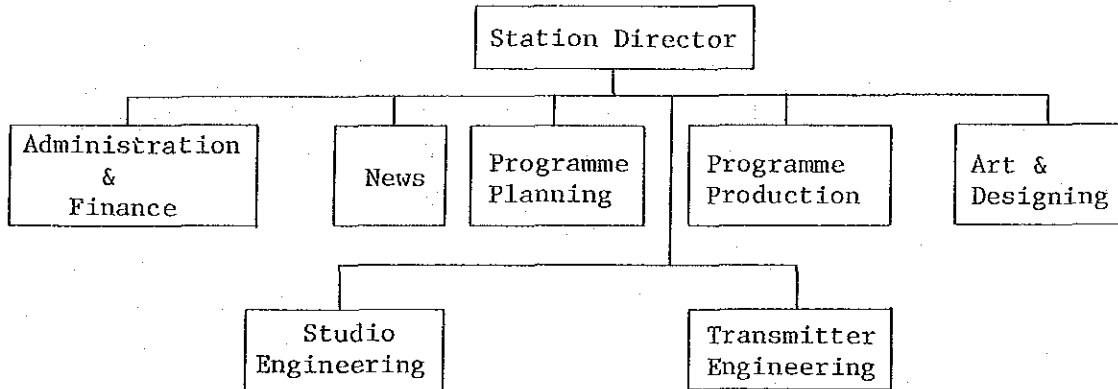 Station Director
Administration
&
Finance
News
Programme
Planning
Programme
Production
Art &
Designing
Studio
Engineering
Transmitter
Engineering